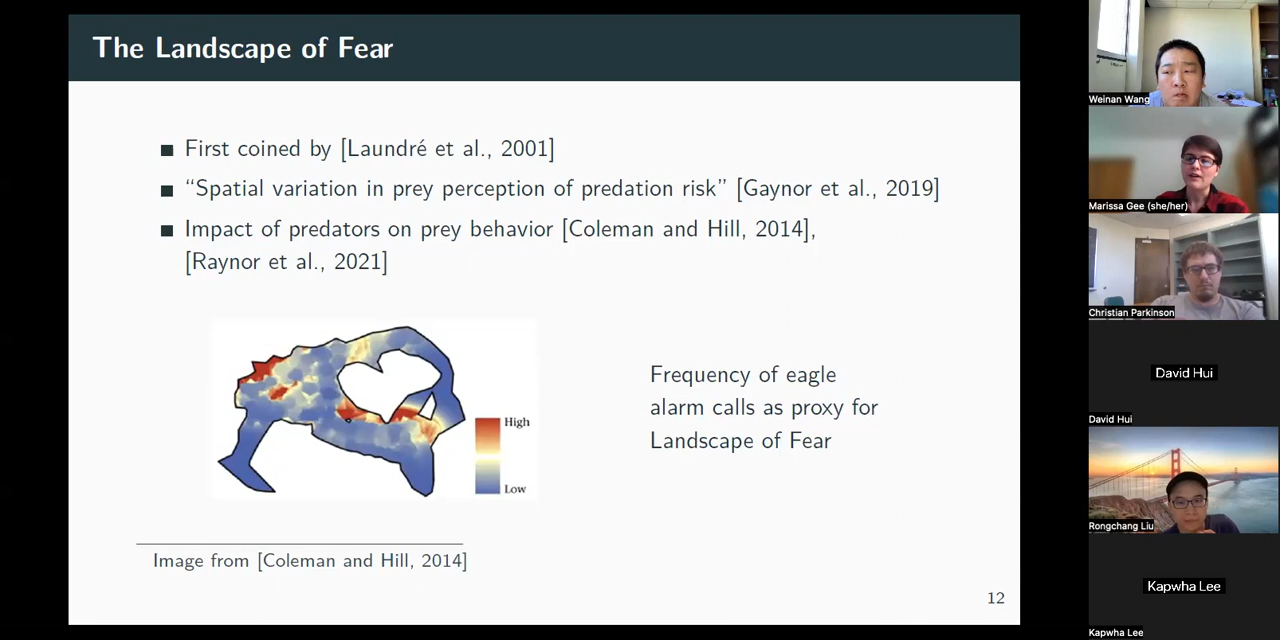 The Landscape of Fear
First coined by [Laundré et al., 2001]
“Spatial variation in prey perception of predation risk” [Gaynor et al., 2019]
Impact of predators on prey behavior [Coleman and Hill, 2014],
[Raynor et al., 2021]
High
Low
Frequency of eagle
alarm calls as proxy for
Landscape of Fear
Image from [Coleman and Hill, 2014]
12
Weinan Wang
Marissa Gee (she/her)
Christian Parkinson
David Hui
David Hui
Rongchang Liu
Kapwha Lee
Kapwha Lee